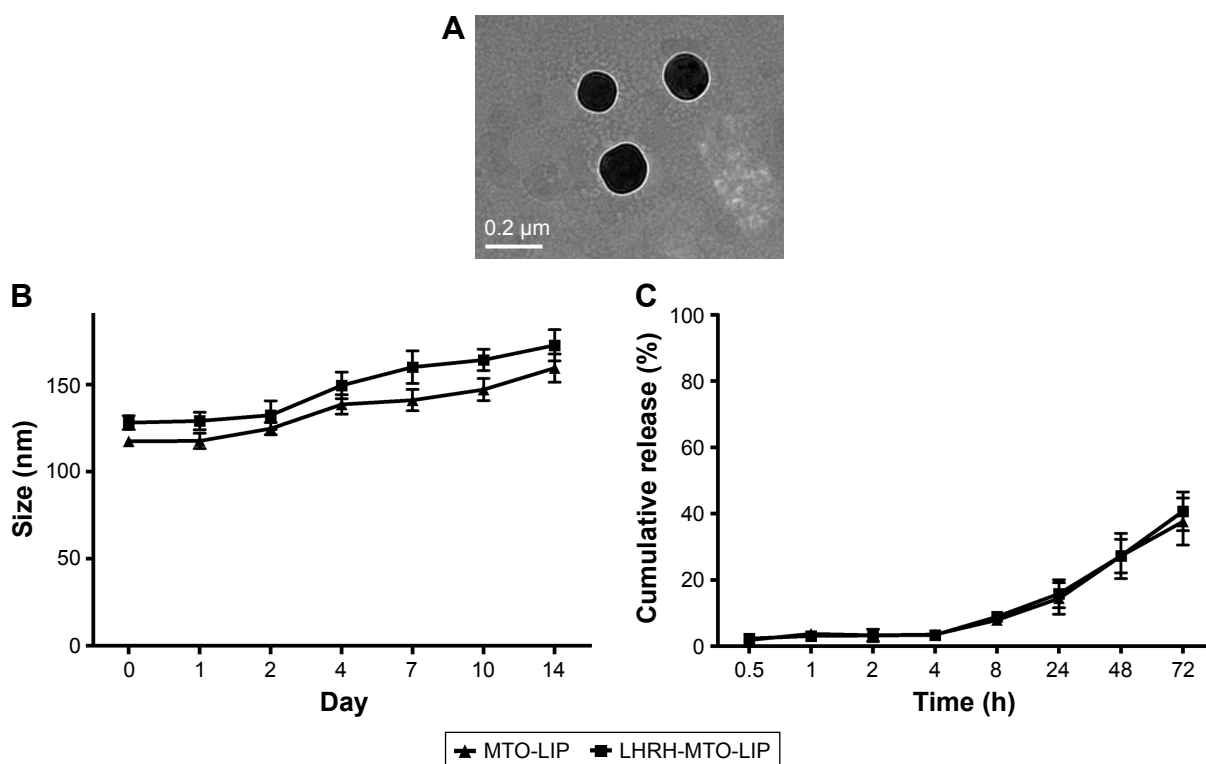 A
0.2 µm
B
Size (nm)
150
100
50
0
0 1 2 4 7 10 14
Day
C
Cumulative release (%)
100
80
60
40
20
0
0.5 1 2 4 8 24 48 72
Time (h)
MTO-LIP LHRH-MTO-LIP